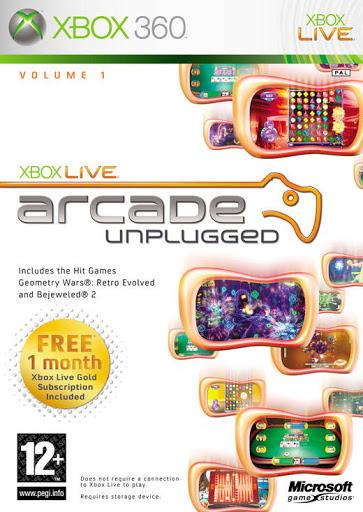 XBOX 360
XBOX
LIVE
PAL
VOLUME 1
XBOX LIVE
arcade
UNPLUGGED
Includes the Hit Games
Geometry Wars®: Retro Evolved
and Bejeweled® 2
FREE*
1 month
Xbox Live Gold
Subscription
Included
12+
www.pegi.info
Does not require a connection
to Xbox Live to play.
Requires storage device.
Microsoft
game studios